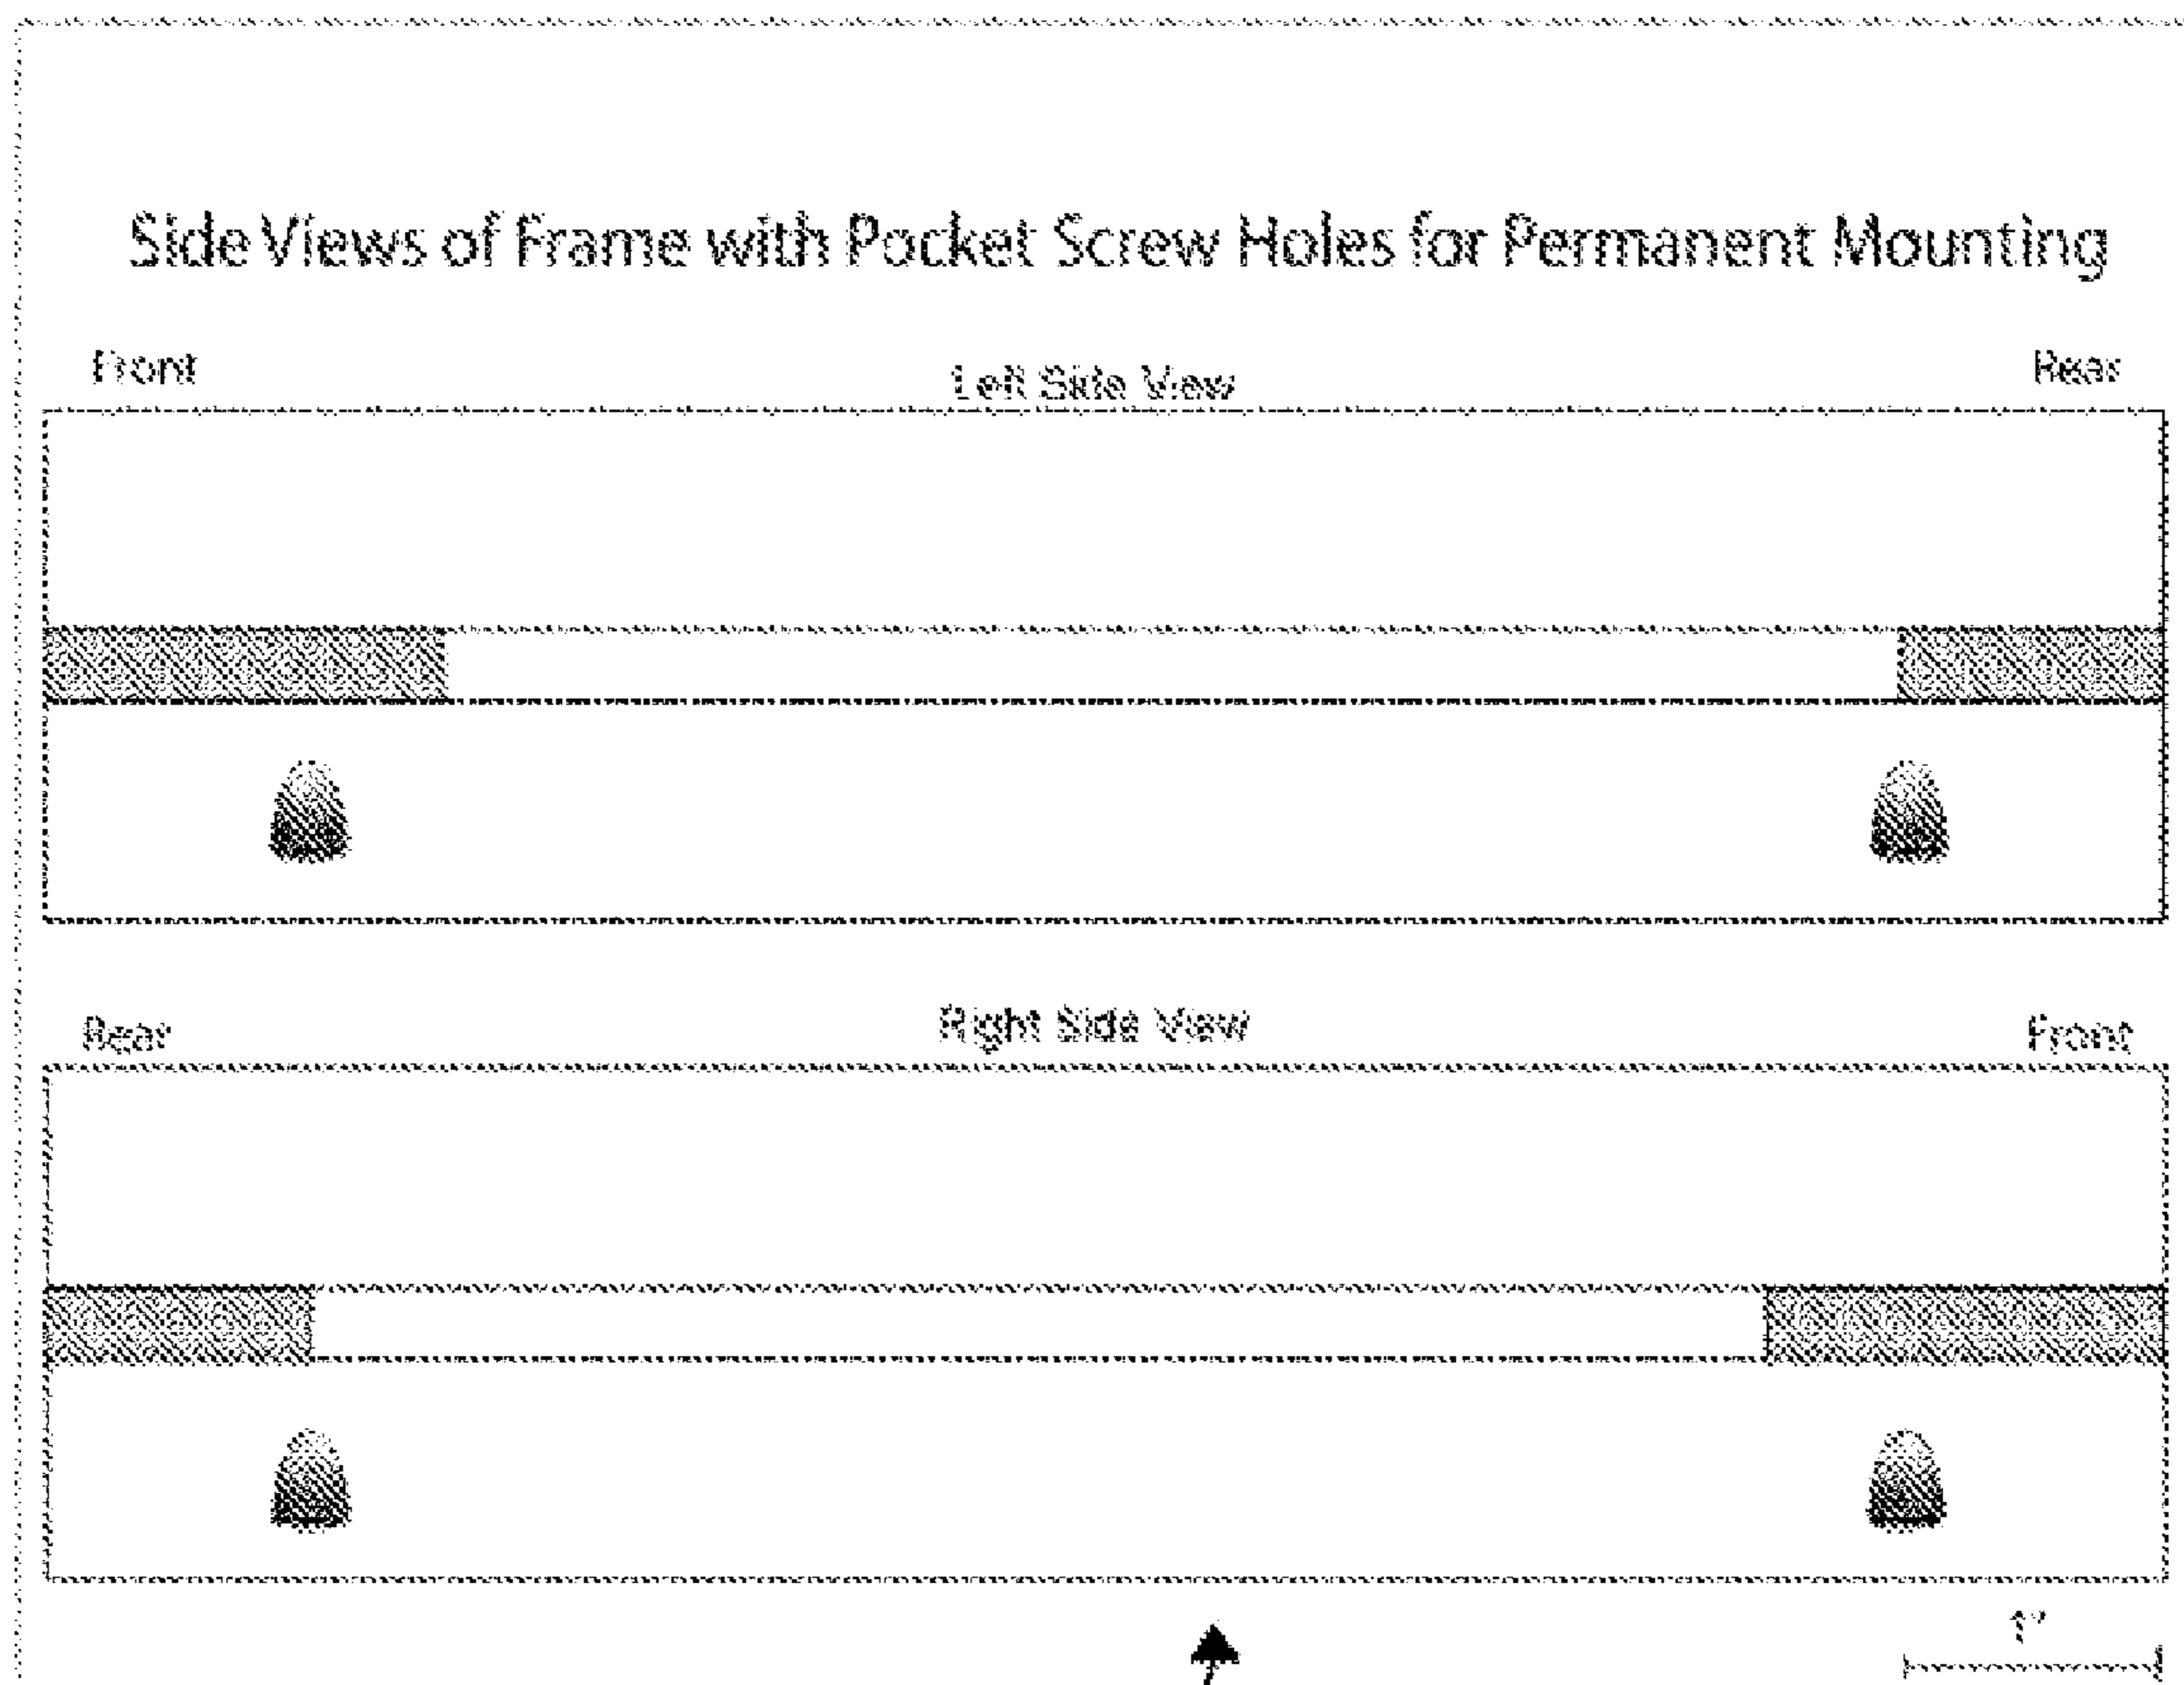 Side Views of Frame with Pocket Screw Holes for Permanent Mounting
Front Left Side View Rear
Rear Right Side View Front
1"